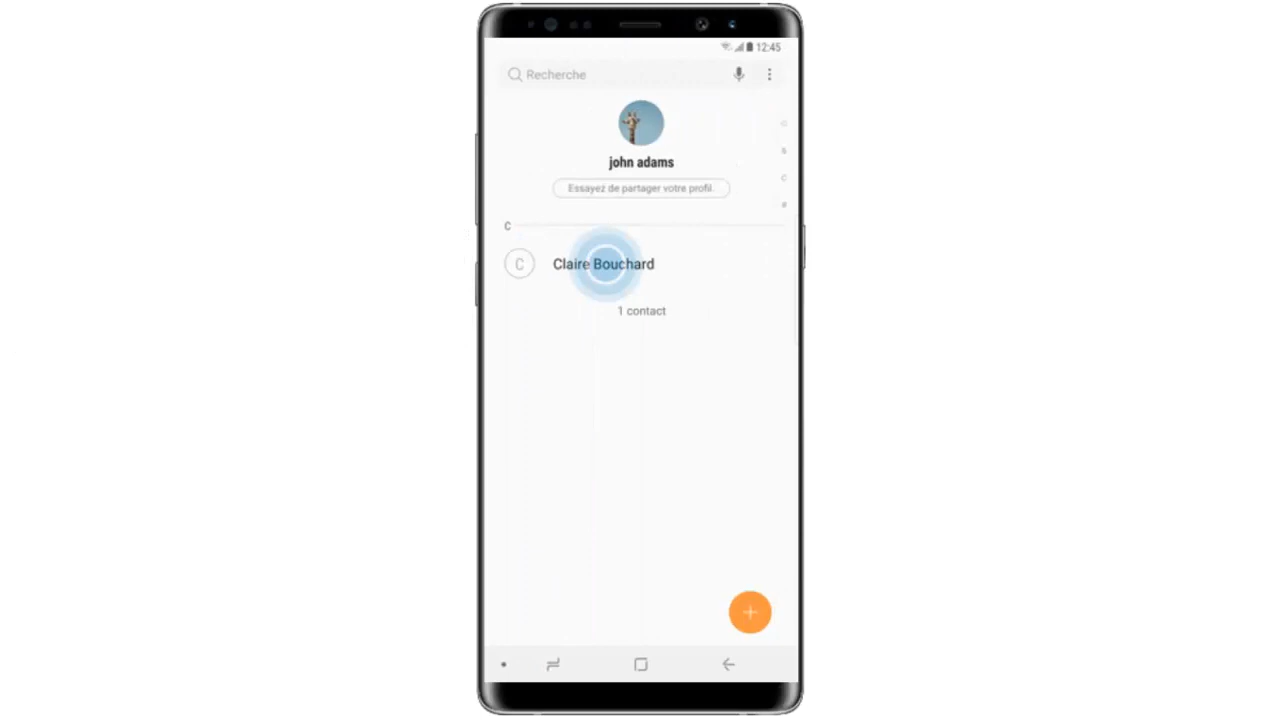 12:45
Recherche
john adams
Essayez de partager votre profil.
C
C
Claire Bouchard
1 contact